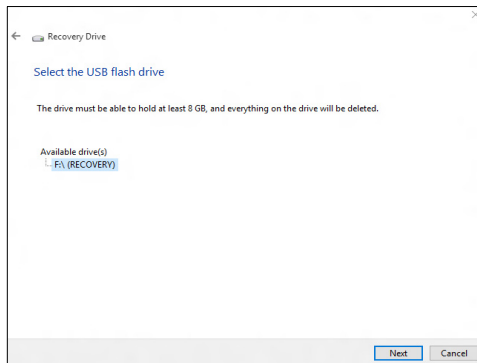 Recovery Drive
Select the USB flash drive
The drive must be able to hold at least 8 GB, and everything on the drive will be deleted.
Available drive(s)
F:\ (RECOVERY)
Next Cancel